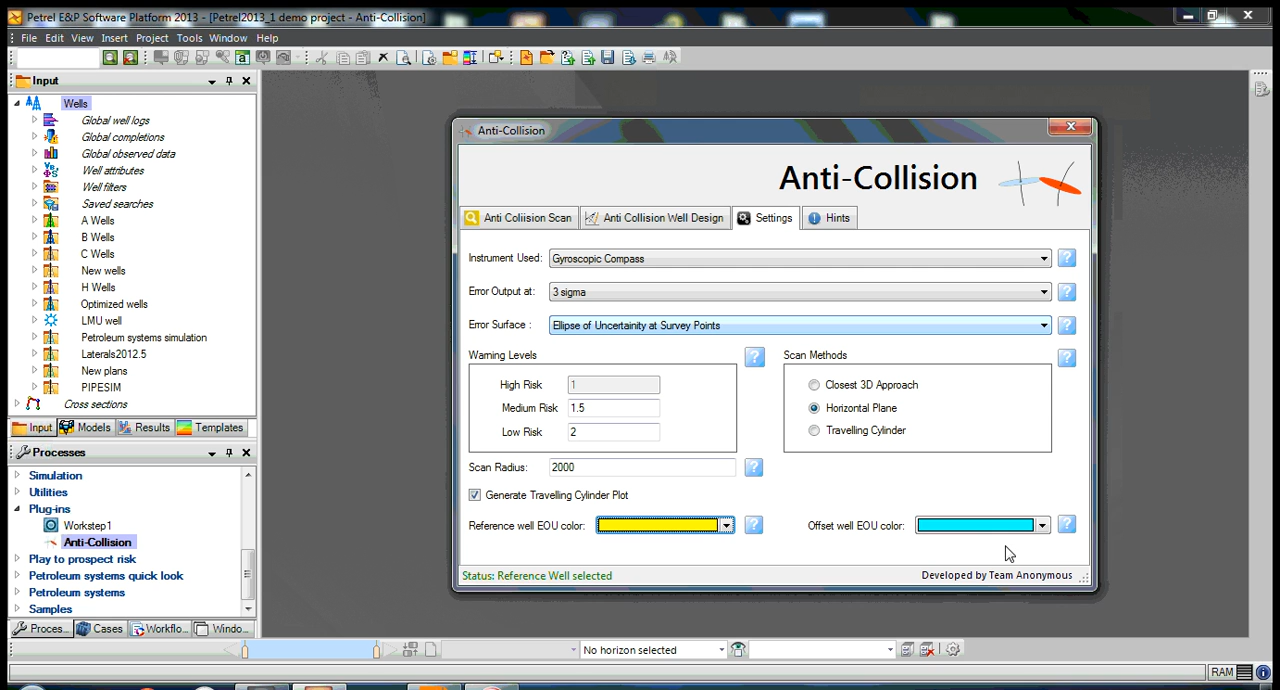 Petrel E&P Software Platform 2013 - [Petrel2013_1 demo project - Anti-Collision]
File Edit View Insert Project Tools Window Help
Input
Wells
Global well logs
Global completions
Global observed data
Well attributes
Well filters
Saved searches
A Wells
B Wells
C Wells
New wells
H Wells
Optimized wells
LMU well
Petroleum systems simulation
Laterals2012.5
New plans
PIPESIM
Cross sections
Input Models Results Templates
Processes
Simulation
Utilities
Plug-ins
Workstep1
Anti-Collision
Play to prospect risk
Petroleum systems quick look
Petroleum systems
Samples
Proces... Cases Workflo... Windo...
Anti-Collision
Anti-Collision
Anti Coliision Scan Anti Collision Well Design Settings Hints
Instrument Used: Gyroscopic Compass
Error Output at: 3 sigma
Error Surface : Ellipse of Uncertainity at Survey Points
Warning Levels
High Risk 1
Medium Risk 1.5
Low Risk 2
Scan Methods
Closest 3D Approach
Horizontal Plane
Travelling Cylinder
Scan Radius: 2000
Generate Travelling Cylinder Plot
Reference well EOU color: Offset well EOU color:
Status: Reference Well selected Developed by Team Anonymous
No horizon selected
RAM